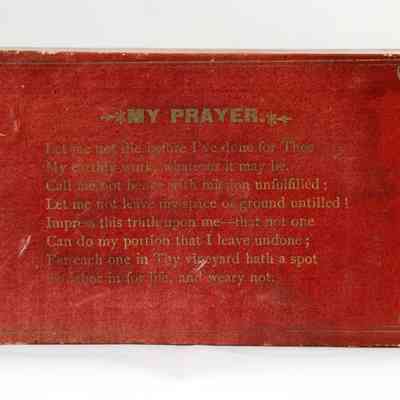 MY PRAYER.
Let me not die before I've done for Thee
My earthly work, whatever it may be.
Call me not hence with mission unfulfilled;
Let me not leave my space of ground untilled!
Impress this truth upon me—that not one
Can do my portion that I leave undone;
For each one in Thy vineyard hath a spot
To labor in for life, and weary not.